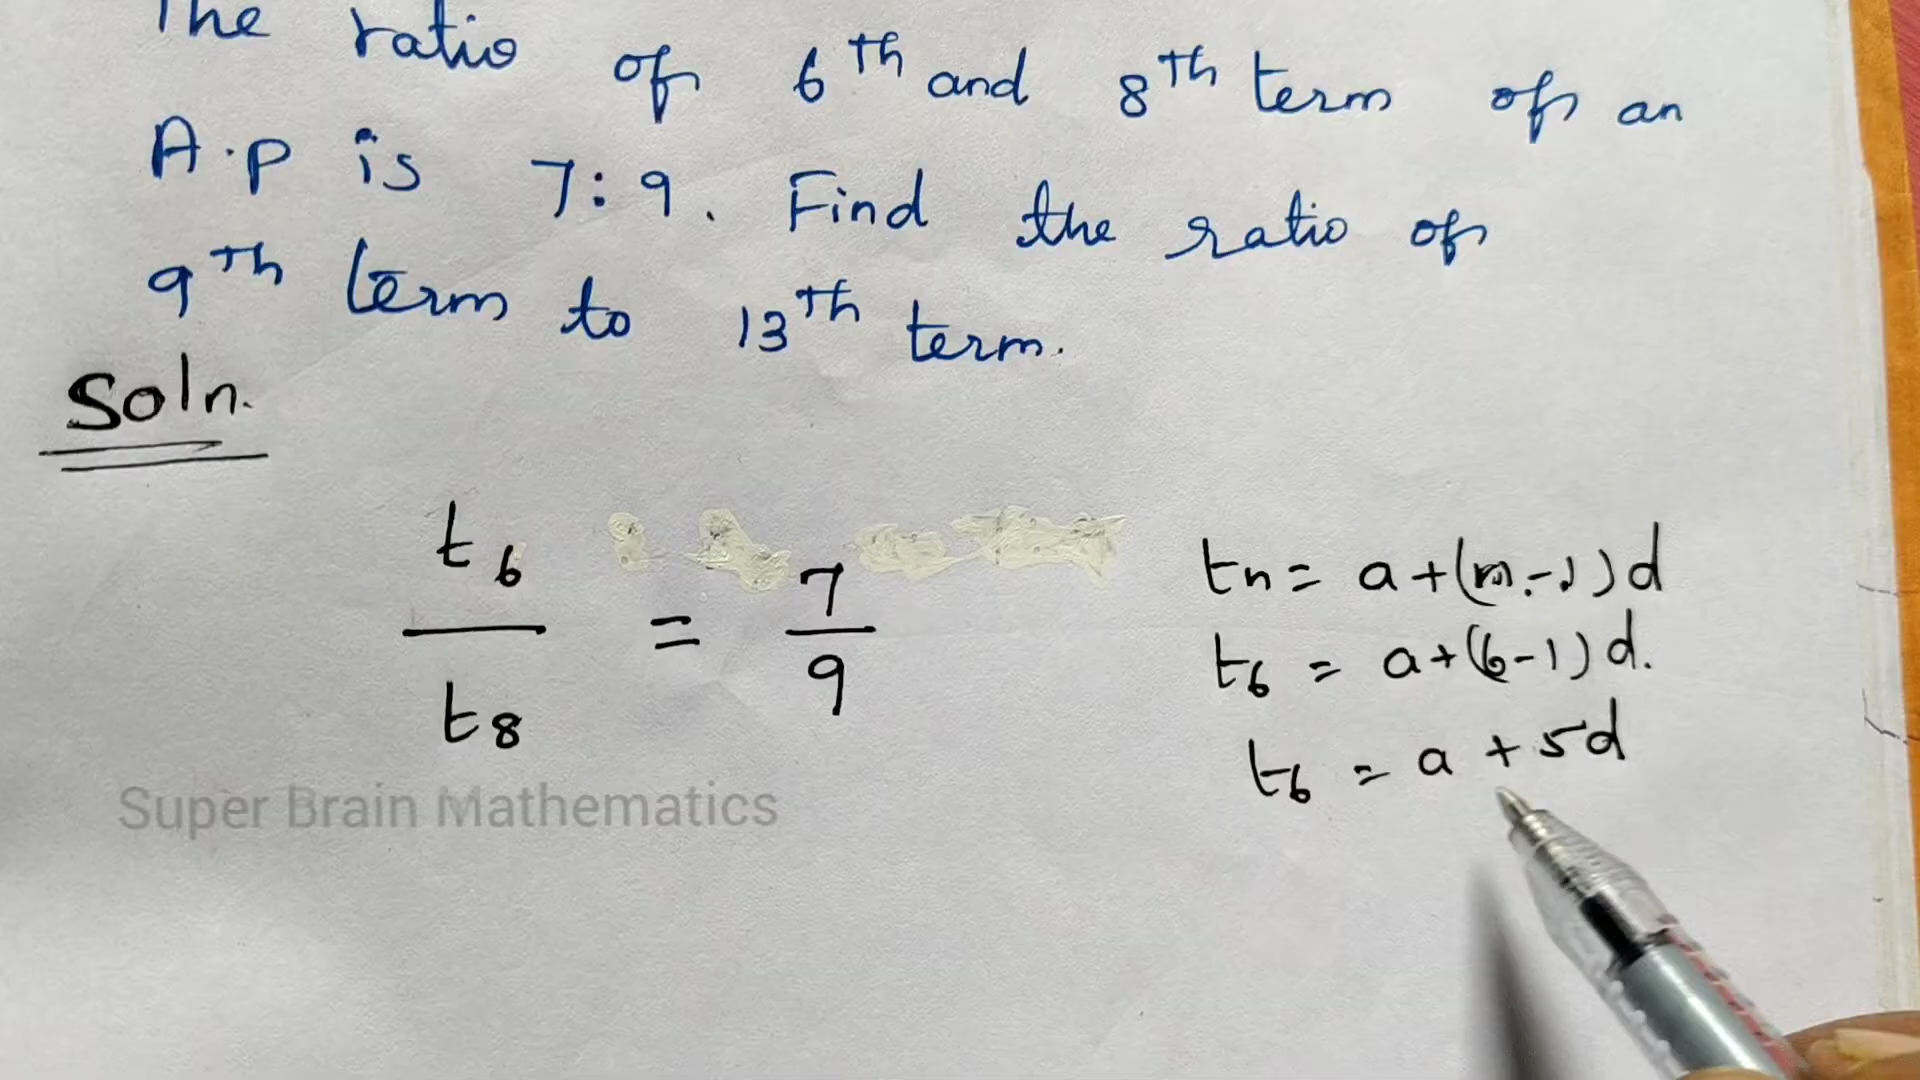 The ratio of 6th and 8th term of an
A.P is 7:9. Find the ratio of
9th term to 13th term.
Soln.
t6 / t8 = 7 / 9
tn = a+(n-1)d
t6 = a+(6-1)d.
t6 = a + 5d
Super Brain Mathematics